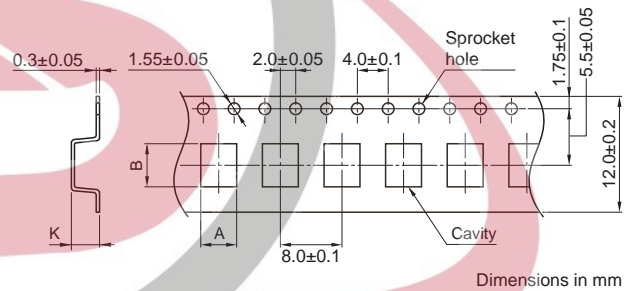 Sprocket
hole
0.3±0.05
1.55±0.05
2.0±0.05
4.0±0.1
1.75±0.1
5.5±0.05
B
12.0±0.2
K
A
Cavity
8.0±0.1
Dimensions in mm